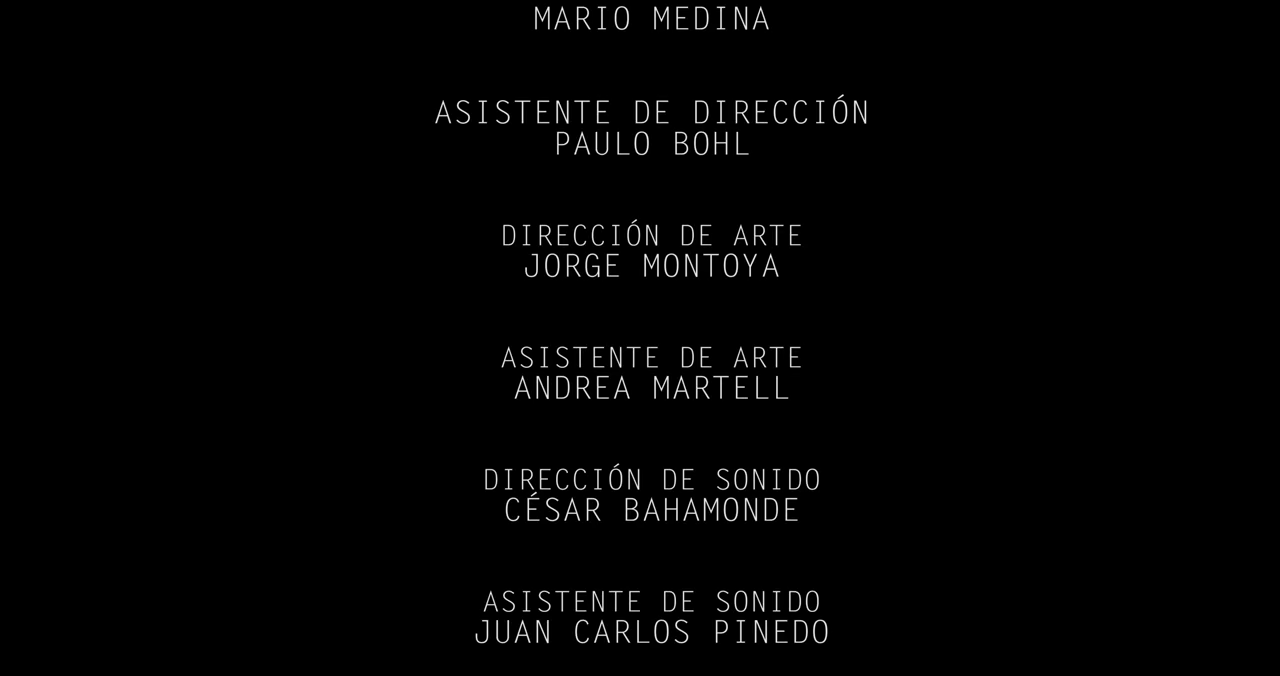 MARIO MEDINA
ASISTENTE DE DIRECCIÓN
PAULO BOHL
DIRECCIÓN DE ARTE
JORGE MONTOYA
ASISTENTE DE ARTE
ANDREA MARTELL
DIRECCIÓN DE SONIDO
CÉSAR BAHAMONDE
ASISTENTE DE SONIDO
JUAN CARLOS PINEDO